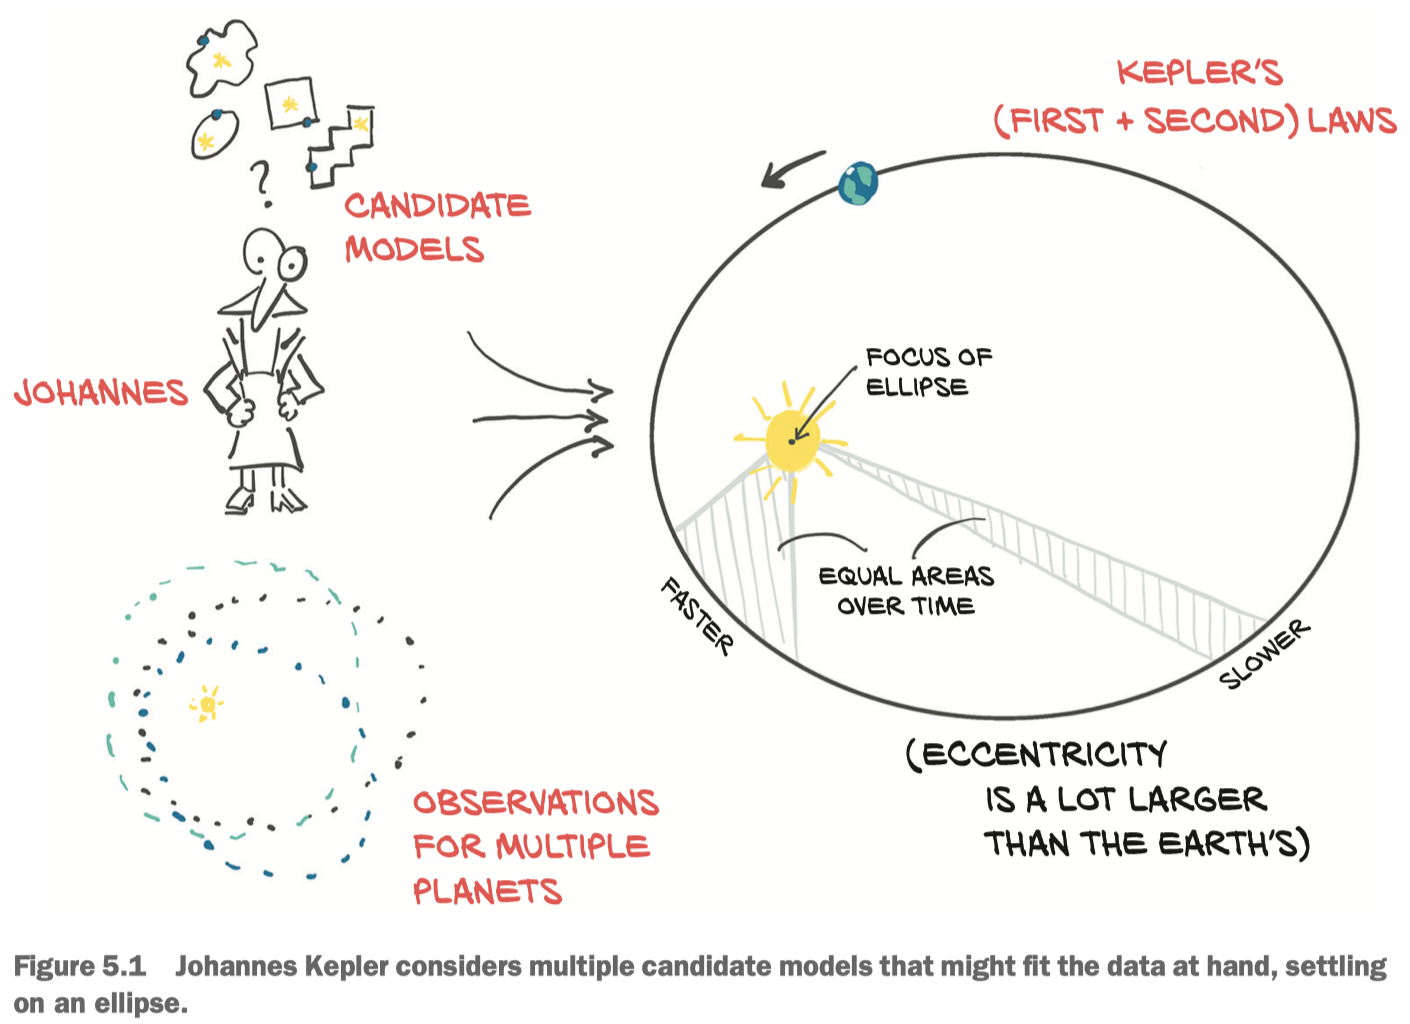 ?
CANDIDATE
MODELS
JOHANNES
OBSERVATIONS
FOR MULTIPLE
PLANETS
KEPLER'S
(FIRST + SECOND) LAWS
FOCUS OF
ELLIPSE
EQUAL AREAS
OVER TIME
FASTER
SLOWER
(ECCENTRICITY
IS A LOT LARGER
THAN THE EARTH'S)
Figure 5.1 Johannes Kepler considers multiple candidate models that might fit the data at hand, settling
on an ellipse.